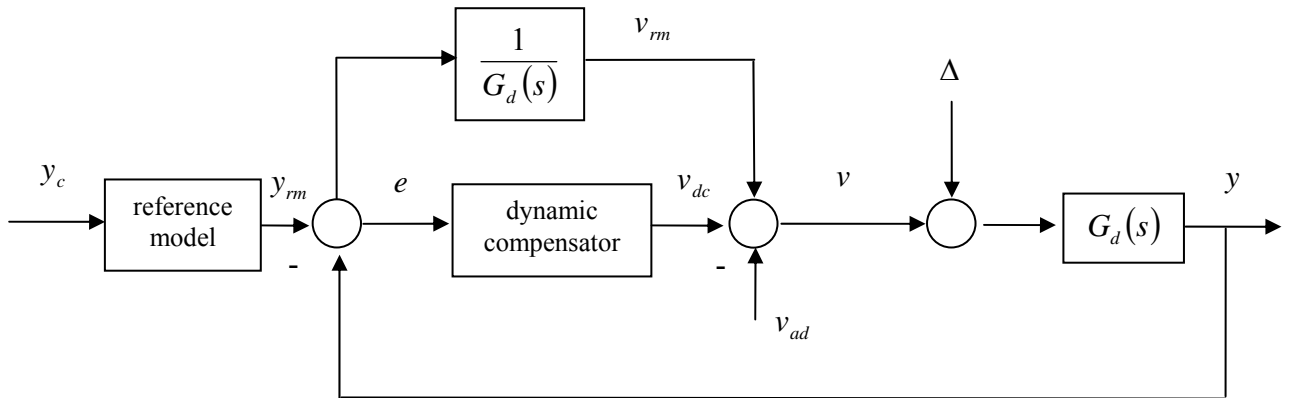 1
G_d(s)
v_rm
Δ
y_c
reference
model
y_rm
-
e
dynamic
compensator
v_dc
-
v_ad
v
G_d(s)
y